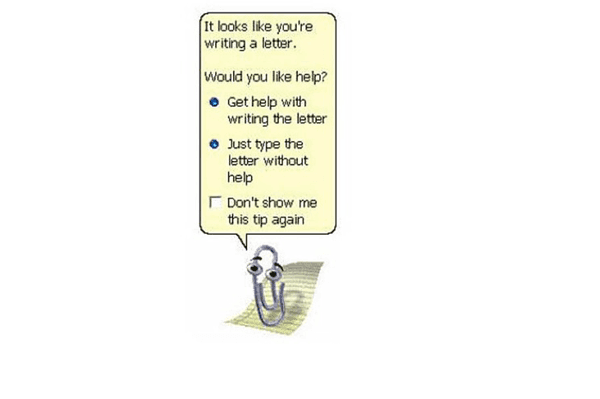 It looks like you're
writing a letter.
Would you like help?
Get help with
writing the letter
Just type the
letter without
help
Don't show me
this tip again